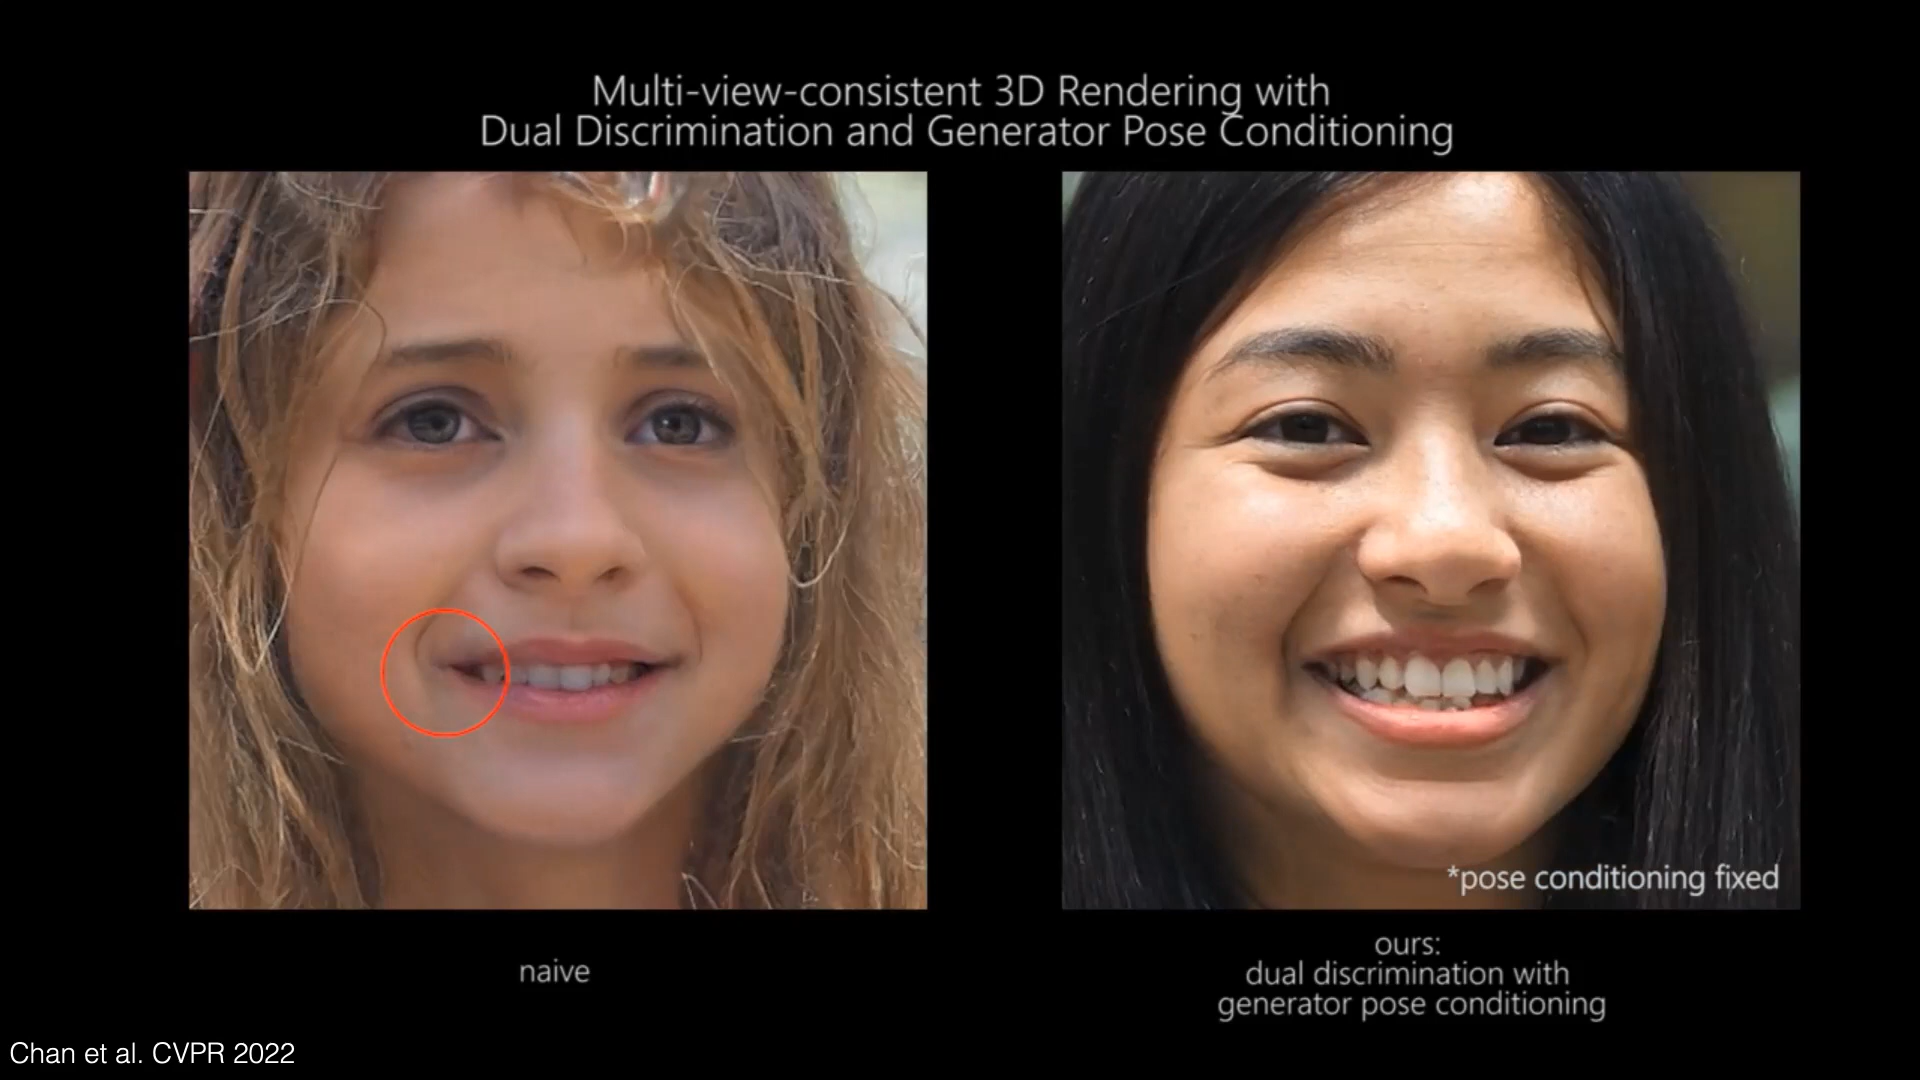 Multi-view-consistent 3D Rendering with
Dual Discrimination and Generator Pose Conditioning
*pose conditioning fixed
naive
ours:
dual discrimination with
generator pose conditioning
Chan et al. CVPR 2022